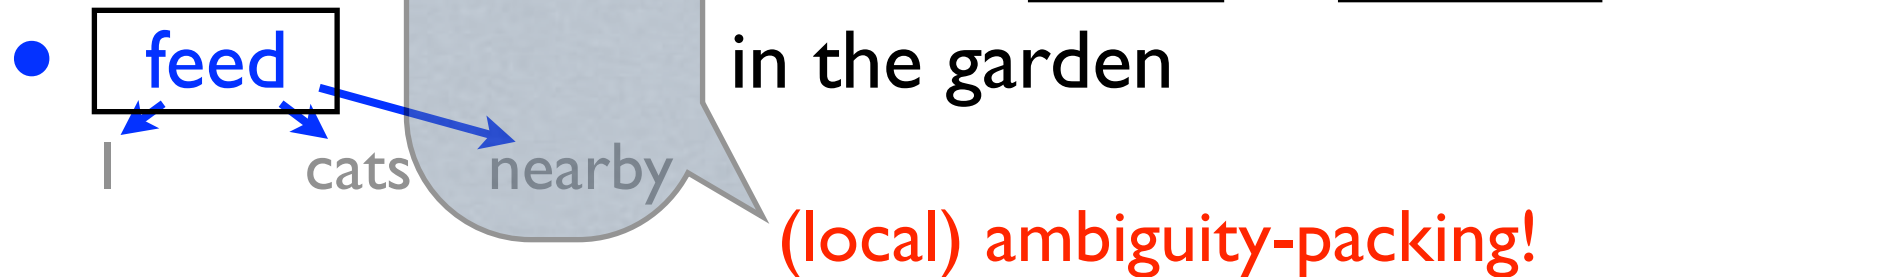 • feed in the garden
I cats nearby
(local) ambiguity-packing!